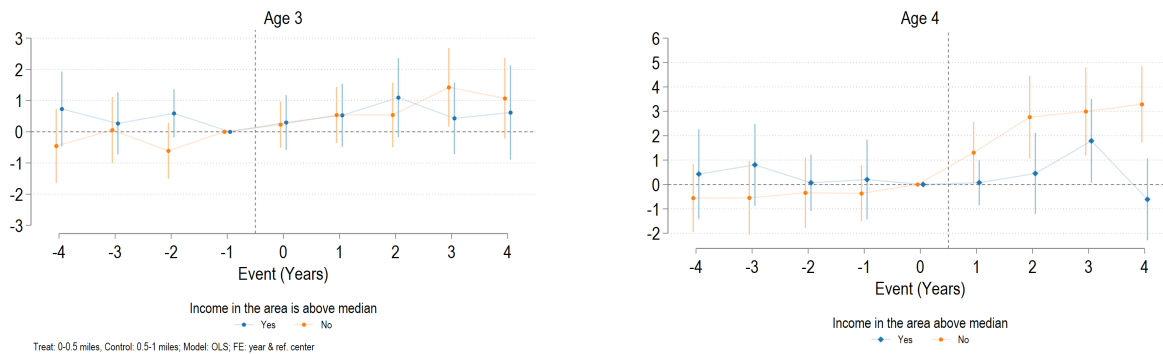 Age 3
3
2
1
0
-1
-2
-3
-4 -3 -2 -1 0 1 2 3 4
Event (Years)
Income in the area is above median
Yes No
Treat: 0-0.5 miles, Control: 0.5-1 miles; Model: OLS; FE: year & ref. center
Age 4
6
5
4
3
2
1
0
-1
-2
-4 -3 -2 -1 0 1 2 3 4
Event (Years)
Income in the area above median
Yes No